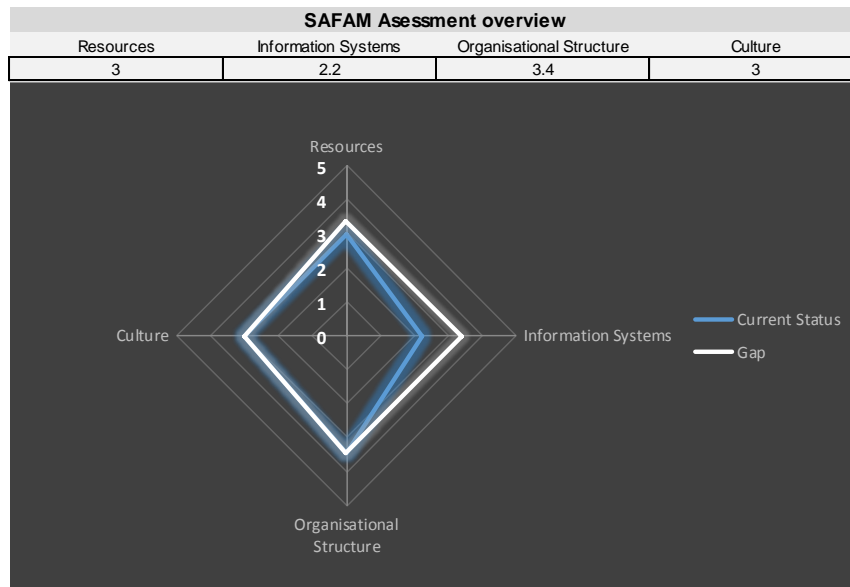 SAFAM Asessment overview
Resources Information Systems Organisational Structure Culture
3 2.2 3.4 3
Resources
5
4
3
2
1
0
Culture
Information Systems
Current Status
Gap
Organisational
Structure